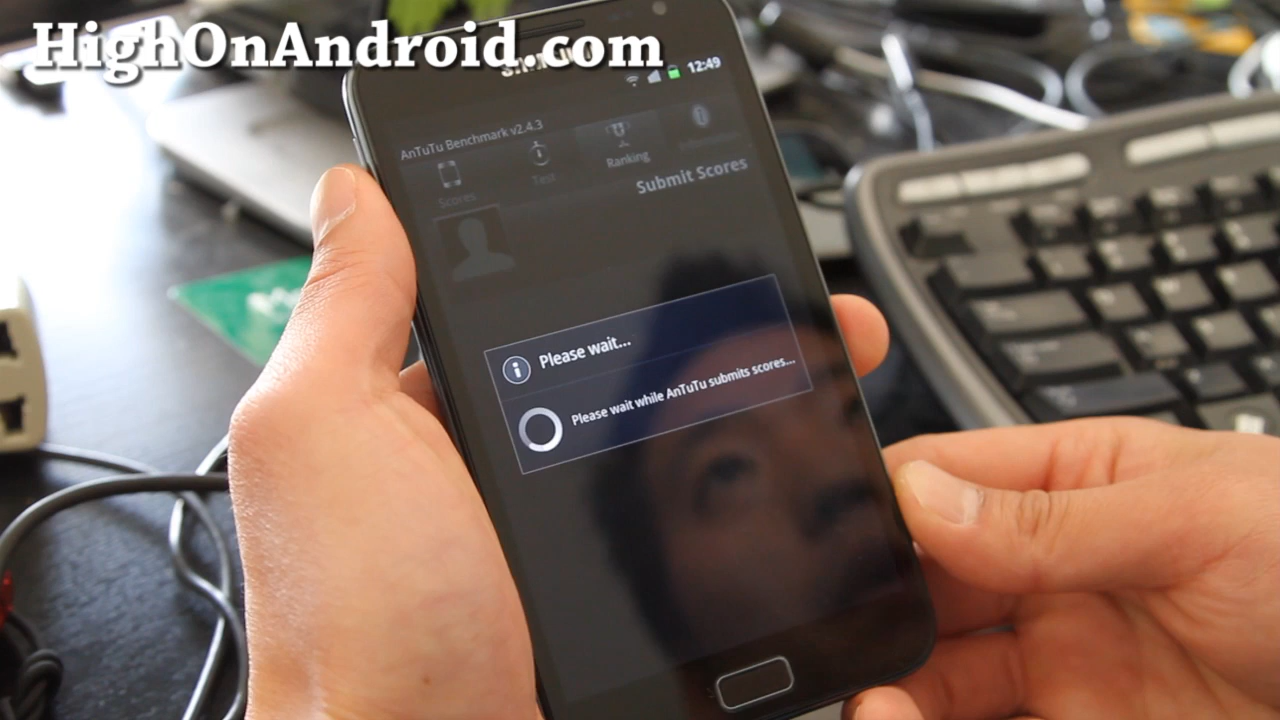 HighOnAndroid.com
SAMSUNG
12:49
AnTuTu Benchmark v2.4.3
Scores
Test
Ranking
Submit Scores
Please wait...
Please wait while AnTuTu submits scores...